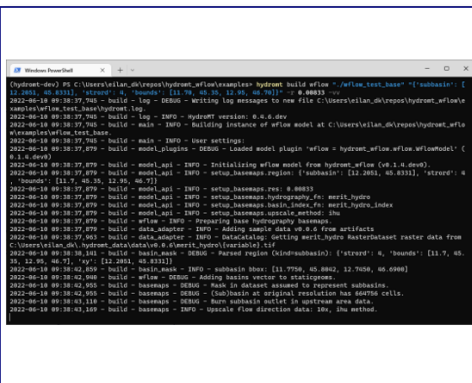 Windows PowerShell
(hydromt-dev) PS C:\Users\eilan_dk\repos\hydromt_wflow\examples> hydromt build wflow "./wflow_test_base" "{'subbasin': [
12.2051, 45.8331], 'strord': 4, 'bounds': [11.70, 45.35, 12.95, 46.70]}" -r 0.00833 -vv
2022-06-10 09:38:37,745 - build - log - DEBUG - Writing log messages to new file C:\Users\eilan_dk\repos\hydromt_wflow\e
xamples\wflow_test_base\hydromt.log.
2022-06-10 09:38:37,745 - build - log - INFO - HydroMT version: 0.4.6.dev
2022-06-10 09:38:37,745 - build - main - INFO - Building instance of wflow model at C:\Users\eilan_dk\repos\hydromt_wflo
w\examples\wflow_test_base.
2022-06-10 09:38:37,745 - build - main - INFO - User settings:
2022-06-10 09:38:37,879 - build - model_plugins - DEBUG - Loaded model plugin 'wflow = hydromt_wflow.wflow.WflowModel' (
0.1.4.dev0)
2022-06-10 09:38:37,879 - build - model_api - INFO - Initializing wflow model from hydromt_wflow (v0.1.4.dev0).
2022-06-10 09:38:37,879 - build - model_api - INFO - setup_basemaps.region: {'subbasin': [12.2051, 45.8331], 'strord': 4
, 'bounds': [11.7, 45.35, 12.95, 46.7]}
2022-06-10 09:38:37,879 - build - model_api - INFO - setup_basemaps.res: 0.00833
2022-06-10 09:38:37,879 - build - model_api - INFO - setup_basemaps.hydrography_fn: merit_hydro
2022-06-10 09:38:37,879 - build - model_api - INFO - setup_basemaps.basin_index_fn: merit_hydro_index
2022-06-10 09:38:37,879 - build - model_api - INFO - setup_basemaps.upscale_method: ihu
2022-06-10 09:38:37,879 - build - wflow - INFO - Preparing base hydrography basemaps.
2022-06-10 09:38:37,879 - build - data_adapter - INFO - Adding sample data v0.0.6 from artifacts
2022-06-10 09:38:37,963 - build - data_adapter - INFO - DataCatalog: Getting merit_hydro RasterDataset raster data from
C:\Users\eilan_dk\.hydromt_data\data\v0.0.6\merit_hydro\{variable}.tif
2022-06-10 09:38:38,141 - build - basin_mask - DEBUG - Parsed region (kind=subbasin): {'strord': 4, 'bounds': [11.7, 45.
35, 12.95, 46.7], 'xy': [12.2051, 45.8331]}
2022-06-10 09:38:42,859 - build - basin_mask - INFO - subbasin bbox: [11.7750, 45.8042, 12.7450, 46.6900]
2022-06-10 09:38:42,940 - build - wflow - DEBUG - Adding basins vector to staticgeoms.
2022-06-10 09:38:42,955 - build - basemaps - DEBUG - Mask in dataset assumed to represent subbasins.
2022-06-10 09:38:42,955 - build - basemaps - DEBUG - (Sub)basin at original resolution has 664756 cells.
2022-06-10 09:38:43,110 - build - basemaps - DEBUG - Burn subbasin outlet in upstream area data.
2022-06-10 09:38:43,169 - build - basemaps - INFO - Upscale flow direction data: 10x, ihu method.